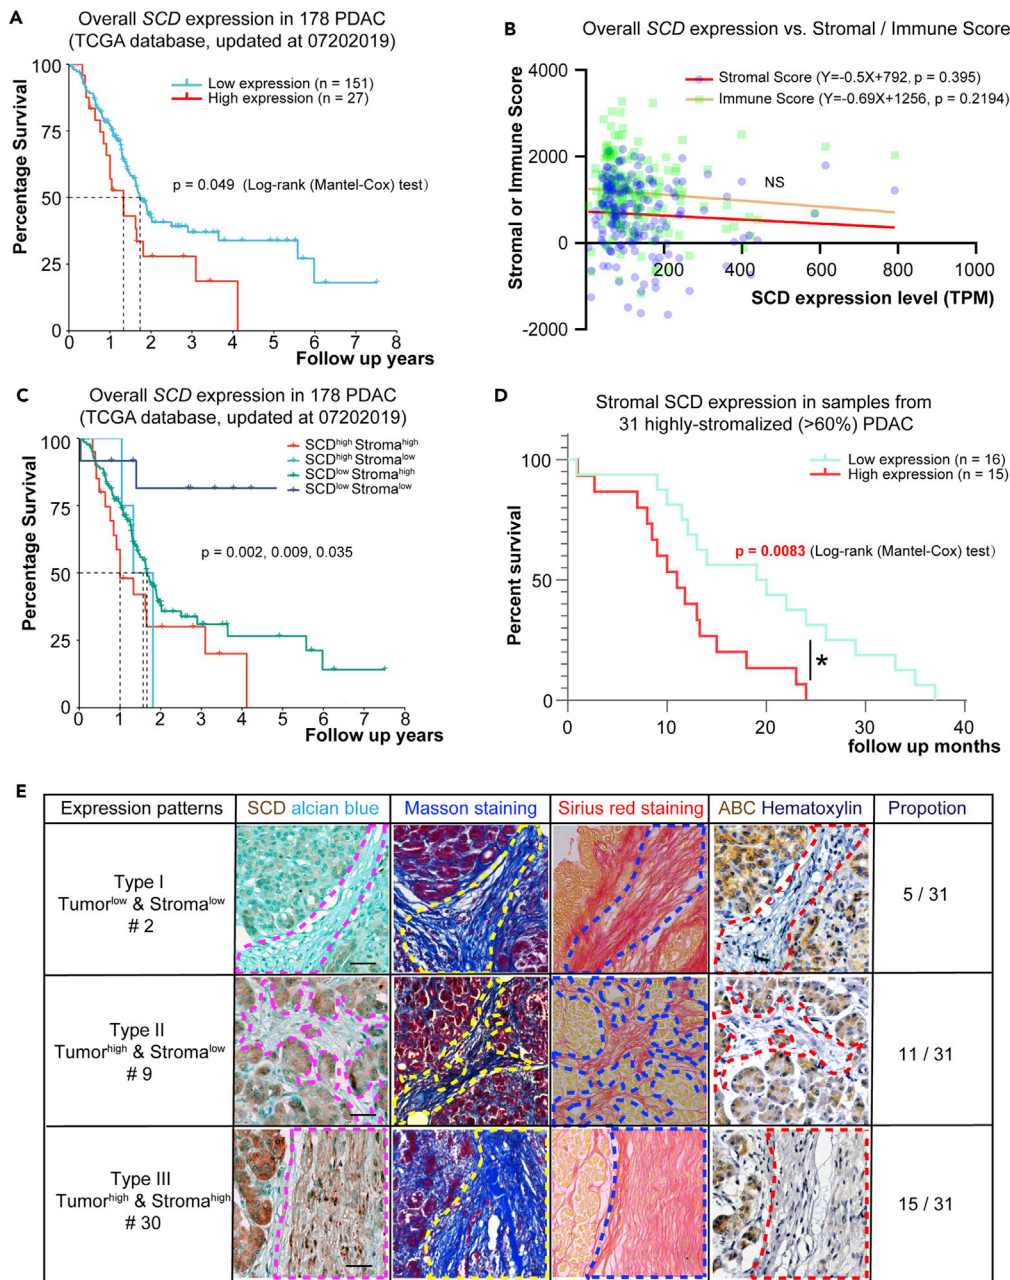 A
Overall SCD expression in 178 PDAC
(TCGA database, updated at 07202019)
Low expression (n = 151)
High expression (n = 27)
p = 0.049 (Log-rank (Mantel-Cox) test)
Percentage Survival
100
75
50
25
0
0 1 2 3 4 5 6 7 8
Follow up years
B
Overall SCD expression vs. Stromal / Immune Score
Stromal Score (Y=-0.5X+792, p = 0.395)
Immune Score (Y=-0.69X+1256, p = 0.2194)
NS
Stromal or Immune Score
4000
2000
0
-2000
200 400 600 800 1000
SCD expression level (TPM)
C
Overall SCD expression in 178 PDAC
(TCGA database, updated at 07202019)
SCDhigh Stromahigh
SCDhigh Stromalow
SCDlow Stromahigh
SCDlow Stromalow
p = 0.002, 0.009, 0.035
Percentage Survival
100
75
50
25
0
0 1 2 3 4 5 6 7 8
Follow up years
D
Stromal SCD expression in samples from
31 highly-stromalized (>60%) PDAC
Low expression (n = 16)
High expression (n = 15)
p = 0.0083 (Log-rank (Mantel-Cox) test)
*
Percent survival
100
50
0
0 10 20 30 40
follow up months
E
Expression patterns SCD alcian blue Masson staining Sirius red staining ABC Hematoxylin Propotion
Type I
Tumorlow & Stromalow
# 2
5 / 31
Type II
Tumorhigh & Stromalow
# 9
11 / 31
Type III
Tumorhigh & Stromahigh
# 30
15 / 31